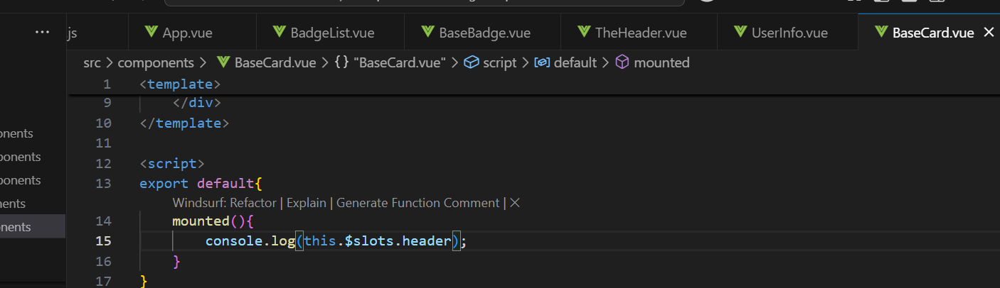 js App.vue BadgeList.vue BaseBadge.vue TheHeader.vue UserInfo.vue BaseCard.vue
src > components > BaseCard.vue > {} "BaseCard.vue" > script > default > mounted
1 <template>
9 </div>
10 </template>
11
12 <script>
13 export default{
Windsurf: Refactor | Explain | Generate Function Comment | ×
14 mounted(){
15 console.log(this.$slots.header);
16 }
17 }
onents
ponents
ponents
nents
onents